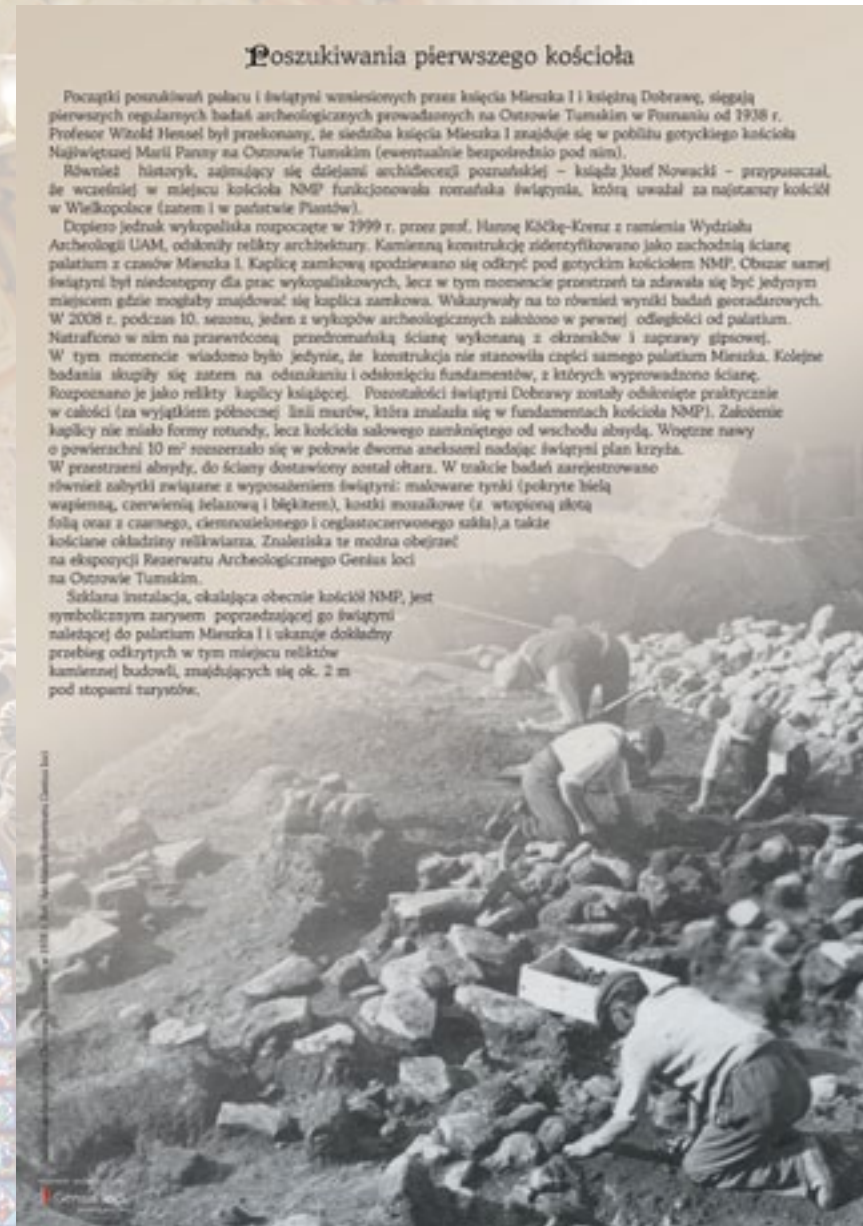 Poszukiwania pierwszego kościoła
Początki poszukiwań pałacu i świątyni wzniesionych przez księcia Mieszka I i księżną Dobrawę, sięgają
pierwszych regularnych badań archeologicznych prowadzonych na Ostrowie Tumskim w Poznaniu od 1938 r.
Profesor Witold Hensel był przekonany, że siedziba księcia Mieszka I znajduje się w pobliżu gotyckiego kościoła
Najświętszej Marii Panny na Ostrowie Tumskim (ewentualnie bezpośrednio pod nim).
Również historyk, zajmujący się dziejami archidiecezji poznańskiej – ksiądz Józef Nowacki – przypuszczał,
że wcześniej w miejscu kościoła NMP funkcjonowała romańska świątynia, którą uważał za najstarszy kościół
w Wielkopolsce (zatem i w państwie Piastów).
Dopiero jednak wykopaliska rozpoczęte w 1999 r. przez prof. Hannę Kóčkę-Krenz z ramienia Wydziału
Archeologii UAM, odsłoniły relikty architektury. Kamienną konstrukcję zidentyfikowano jako zachodnią ścianę
palatium z czasów Mieszka I. Kaplicę zamkową spodziewano się odkryć pod gotyckim kościołem NMP. Obszar samej
świątyni był niedostępny dla prac wykopaliskowych, lecz w tym momencie przestrzeń ta zdawała się być jedynym
miejscem gdzie mogłaby znajdować się kaplica zamkowa. Wskazywały na to również wyniki badań georadarowych.
W 2008 r. podczas 10. sezonu, jeden z wykopów archeologicznych założono w pewnej odległości od palatium.
Natrafiono w nim na przewróconą przedromańską ścianę wykonaną z okrzesków i zaprawy gipsowej.
W tym momencie wiadomo było jedynie, że konstrukcja nie stanowiła części samego palatium Mieszka. Kolejne
badania skupiły się zatem na odszukaniu i odsłonięciu fundamentów, z których wyprowadzono ścianę.
Rozpoznano je jako relikty kaplicy książęcej. Pozostałości świątyni Dobrawy zostały odsłonięte praktycznie
w całości (za wyjątkiem północnej linii murów, która znalazła się w fundamentach kościoła NMP). Założenie
kaplicy nie miało formy rotundy, lecz kościoła salowego zamkniętego od wschodu absydą. Wnętrze nawy
o powierzchni 10 m² rozszerzało się w połowie dwoma aneksami nadając świątyni plan krzyża.
W przestrzeni absydy, do ściany dostawiony został ołtarz. W trakcie badań zarejestrowano
również zabytki związane z wyposażeniem świątyni: malowane tynki (pokryte bielą
wapienną, czerwienią żelazową i błękitem), kostki mozaikowe (z wtopioną złotą
folią oraz z czarnego, ciemnozielonego i ceglastoczerwonego szkła),a także
kościane okładziny relikwiarza. Znaleziska te można obejrzeć
na ekspozycji Rezerwatu Archeologicznego Genius loci
na Ostrowie Tumskim.
Szklana instalacja, okalająca obecnie kościół NMP, jest
symbolicznym zarysem poprzedzającej go świątyni
należącej do palatium Mieszka I i ukazuje dokładny
przebieg odkrytych w tym miejscu reliktów
kamiennej budowli, znajdujących się ok. 2 m
pod stopami turystów.
Genius loci